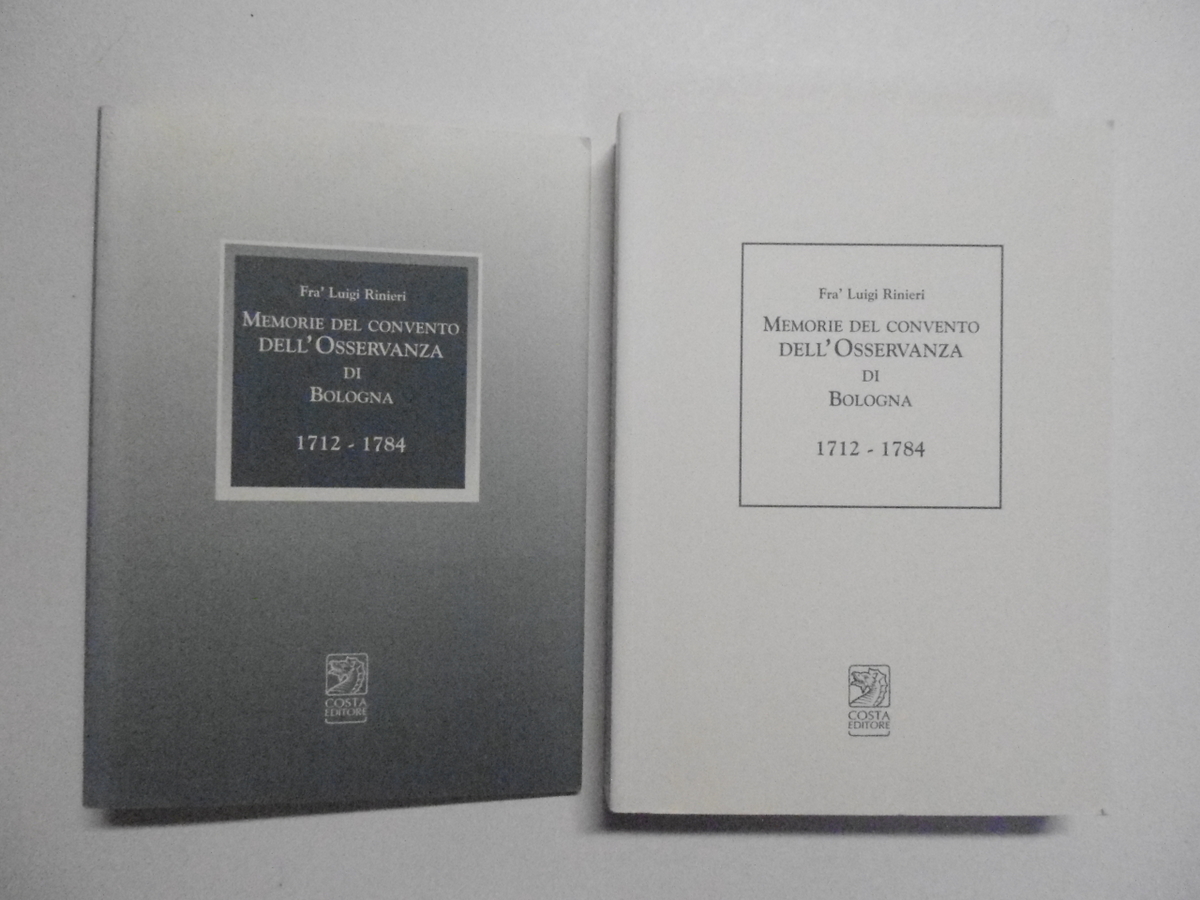 Fra' Luigi Rinieri
Memorie del convento
dell'Osservanza
di
Bologna
1712 - 1784
COSTA
EDITORE
Fra' Luigi Rinieri
Memorie del convento
dell'Osservanza
di
Bologna
1712 - 1784
COSTA
EDITORE